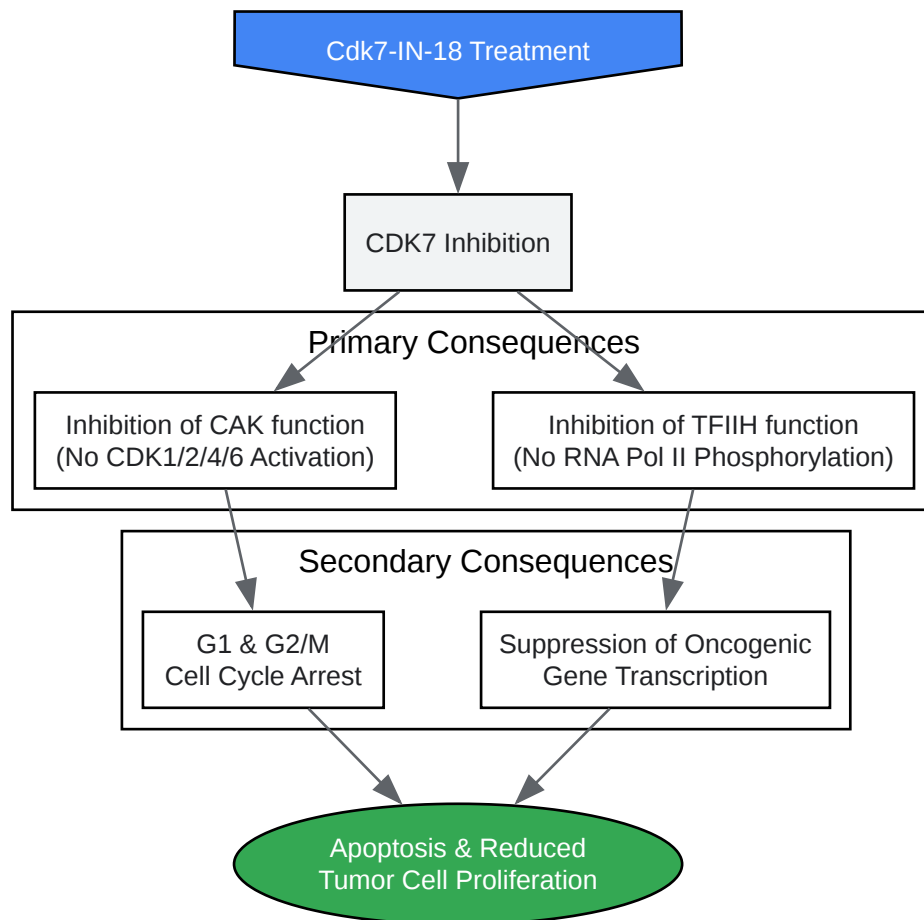 Cdk7-IN-18 Treatment
CDK7 Inhibition
Primary Consequences
Inhibition of CAK function
(No CDK1/2/4/6 Activation)
Inhibition of TFIIH function
(No RNA Pol II Phosphorylation)
Secondary Consequences
G1 & G2/M
Cell Cycle Arrest
Suppression of Oncogenic
Gene Transcription
Apoptosis & Reduced
Tumor Cell Proliferation